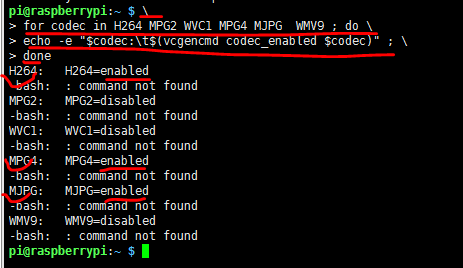 pi@raspberrypi:~ $ \
> for codec in H264 MPG2 WVC1 MPG4 MJPG  WMV9 ; do \
> echo -e "$codec:\t$(vcgencmd codec_enabled $codec)" ; \
> done
H264:   H264=enabled
-bash:  : command not found
MPG2:   MPG2=disabled
-bash:  : command not found
WVC1:   WVC1=disabled
-bash:  : command not found
MPG4:   MPG4=enabled
-bash:  : command not found
MJPG:   MJPG=enabled
-bash:  : command not found
WMV9:   WMV9=disabled
-bash:  : command not found
pi@raspberrypi:~ $